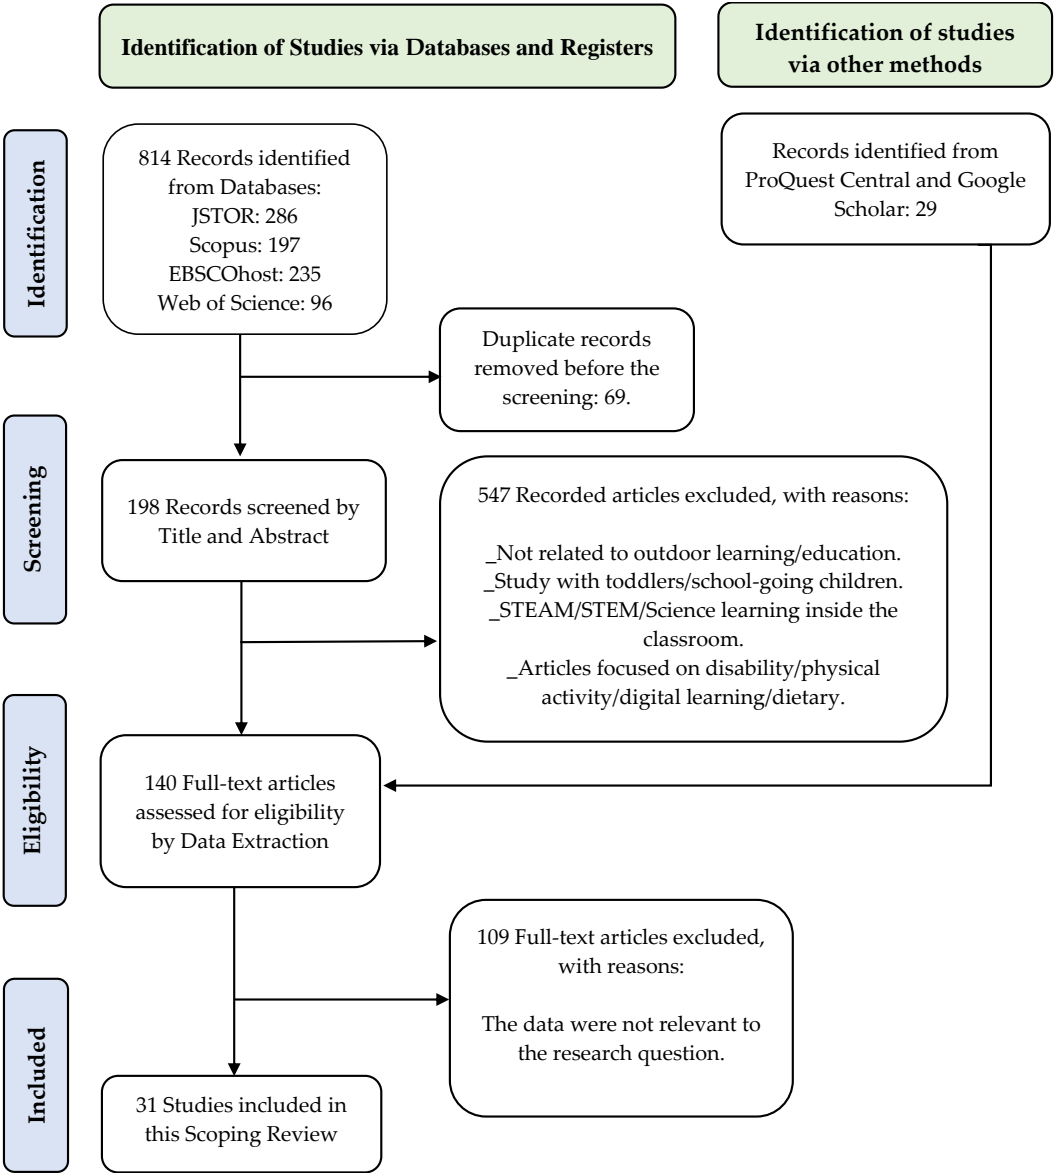 Identification of Studies via Databases and Registers
Identification of studies
via other methods
Identification
814 Records identified
from Databases:
JSTOR: 286
Scopus: 197
EBSCOhost: 235
Web of Science: 96
Records identified from
ProQuest Central and Google
Scholar: 29
Duplicate records
removed before the
screening: 69.
Screening
198 Records screened by
Title and Abstract
547 Recorded articles excluded, with reasons:
_Not related to outdoor learning/education.
_Study with toddlers/school-going children.
_STEAM/STEM/Science learning inside the
classroom.
_Articles focused on disability/physical
activity/digital learning/dietary.
Eligibility
140 Full-text articles
assessed for eligibility
by Data Extraction
109 Full-text articles excluded,
with reasons:
The data were not relevant to
the research question.
Included
31 Studies included in
this Scoping Review